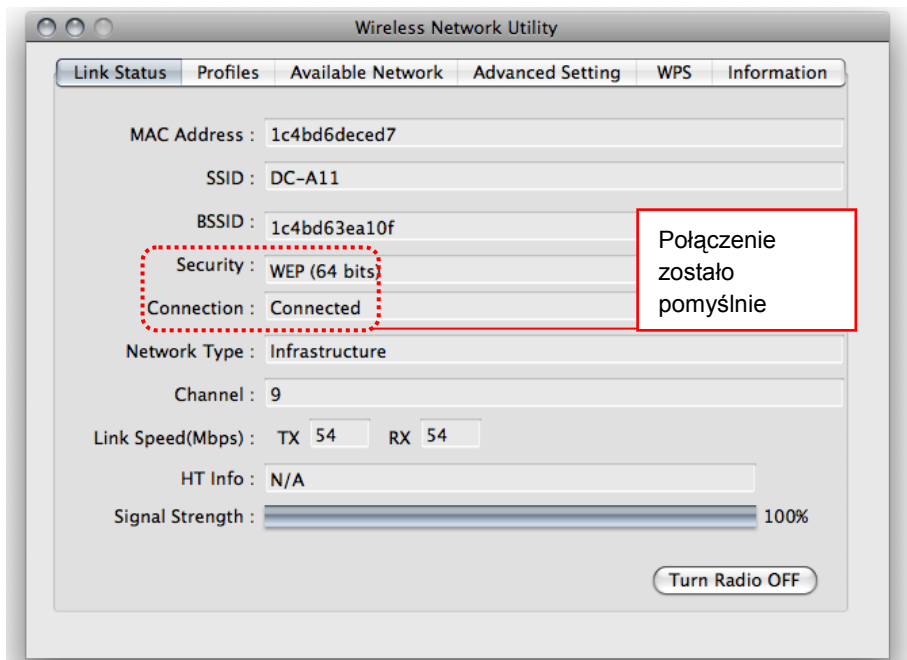 Wireless Network Utility
Link Status Profiles Available Network Advanced Setting WPS Information
MAC Address : 1c4bd6deced7
SSID : DC-A11
BSSID : 1c4bd63ea10f
Security : WEP (64 bits)
Connection : Connected
Połączenie
zostało
pomyślnie
Network Type : Infrastructure
Channel : 9
Link Speed(Mbps) : TX 54 RX 54
HT Info : N/A
Signal Strength : 100%
Turn Radio OFF